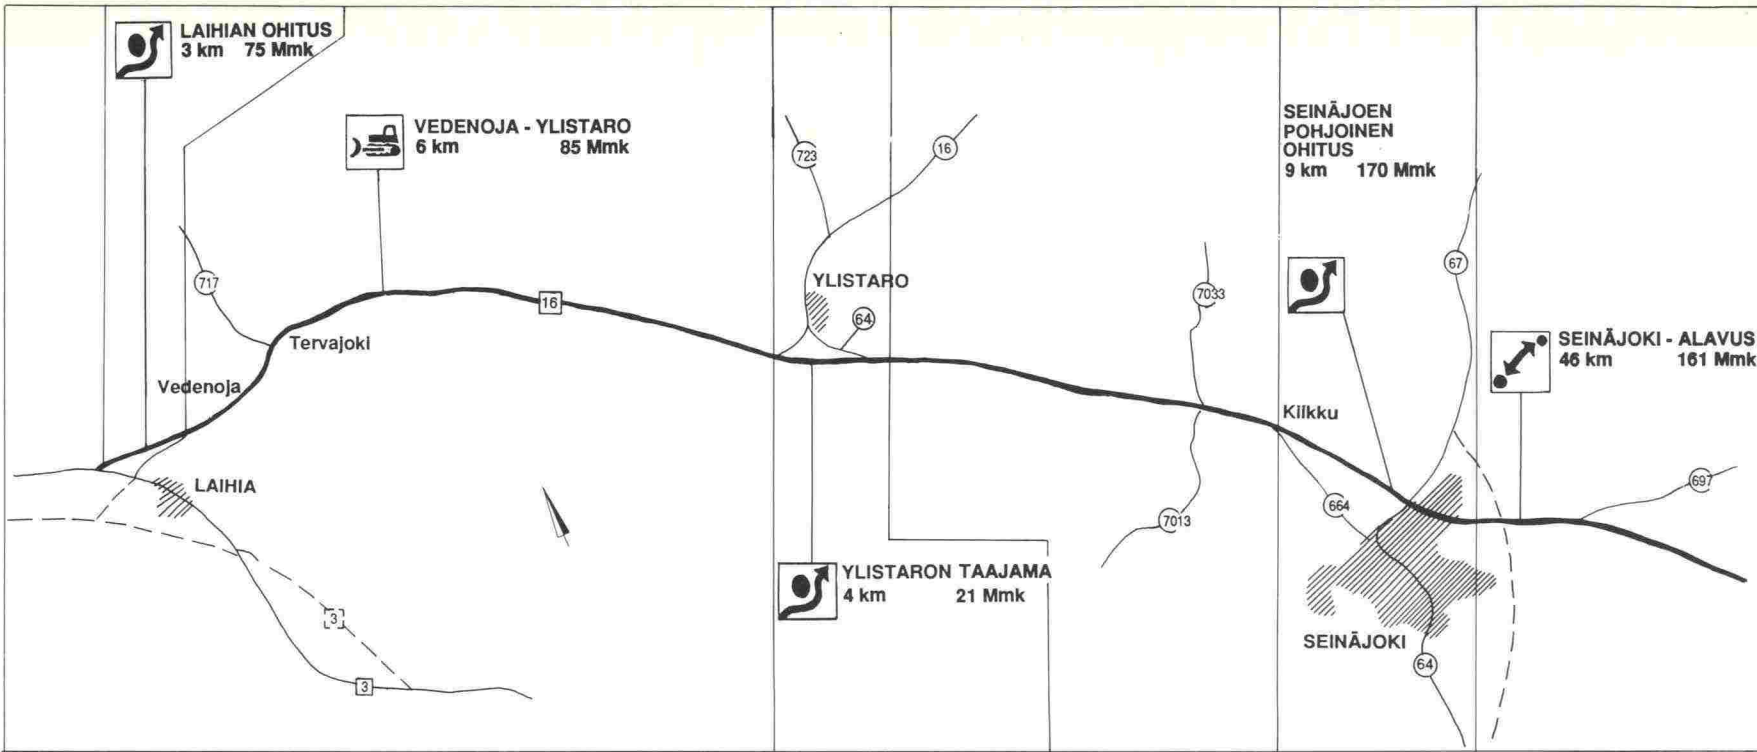 LAIHIAN OHITUS
3 km 75 Mmk
VEDENOJA - YLISTARO
6 km 85 Mmk
723
16
SEINÄJOEN
POHJOINEN
OHITUS
9 km 170 Mmk
717
16
YLISTARO
64
7033
67
Tervajoki
Vedenoja
SEINÄJOKI - ALAVUS
46 km 161 Mmk
Kiikku
LAIHIA
664
697
7013
YLISTARON TAAJAMA
4 km 21 Mmk
3
3
SEINÄJOKI
64